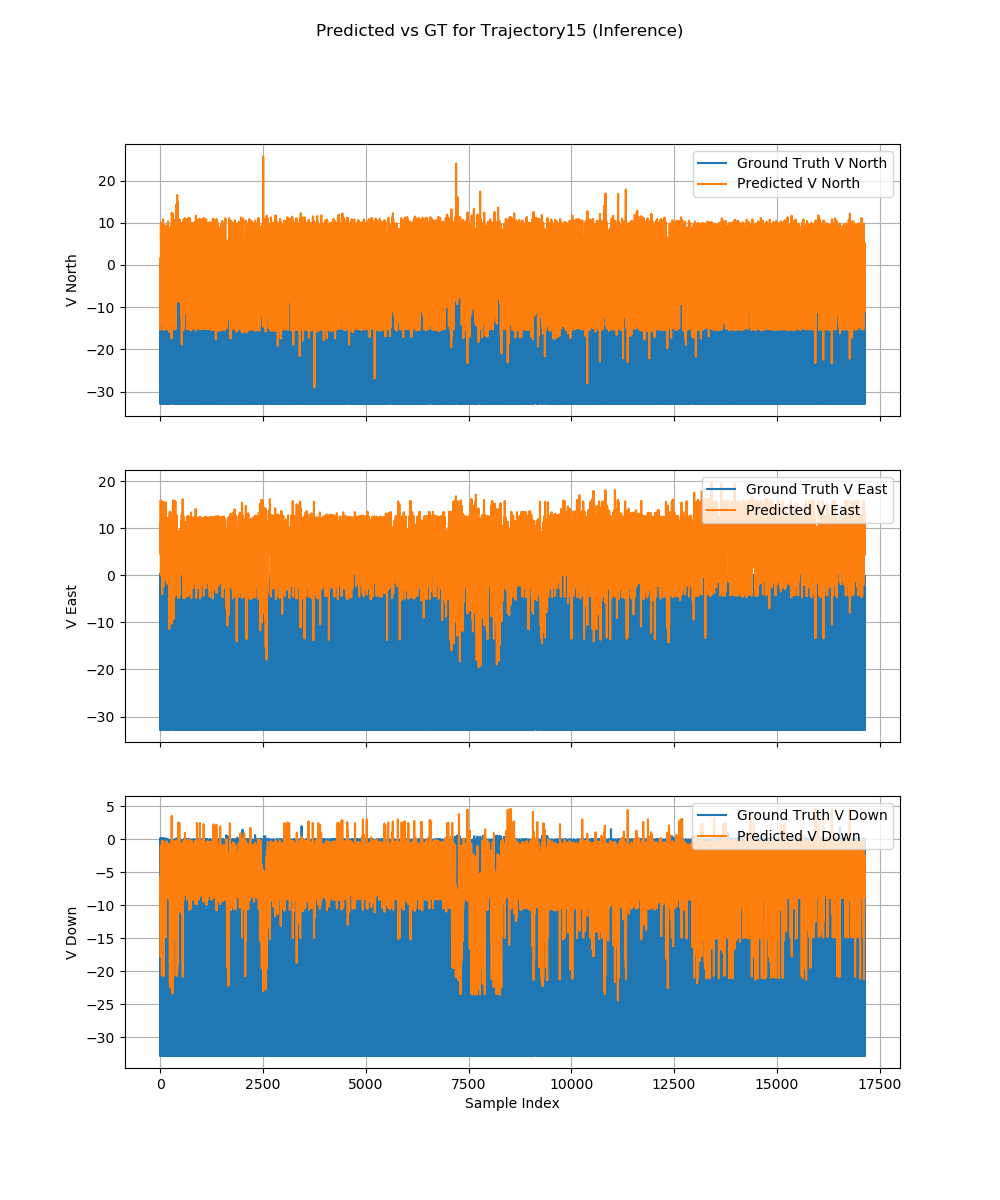 Predicted vs GT for Trajectory15 (Inference)
20
10
0
−10
−20
−30
V North
Ground Truth V North
Predicted V North
20
10
0
−10
−20
−30
V East
Ground Truth V East
Predicted V East
5
0
−5
−10
−15
−20
−25
−30
V Down
Ground Truth V Down
Predicted V Down
0 2500 5000 7500 10000 12500 15000 17500
Sample Index